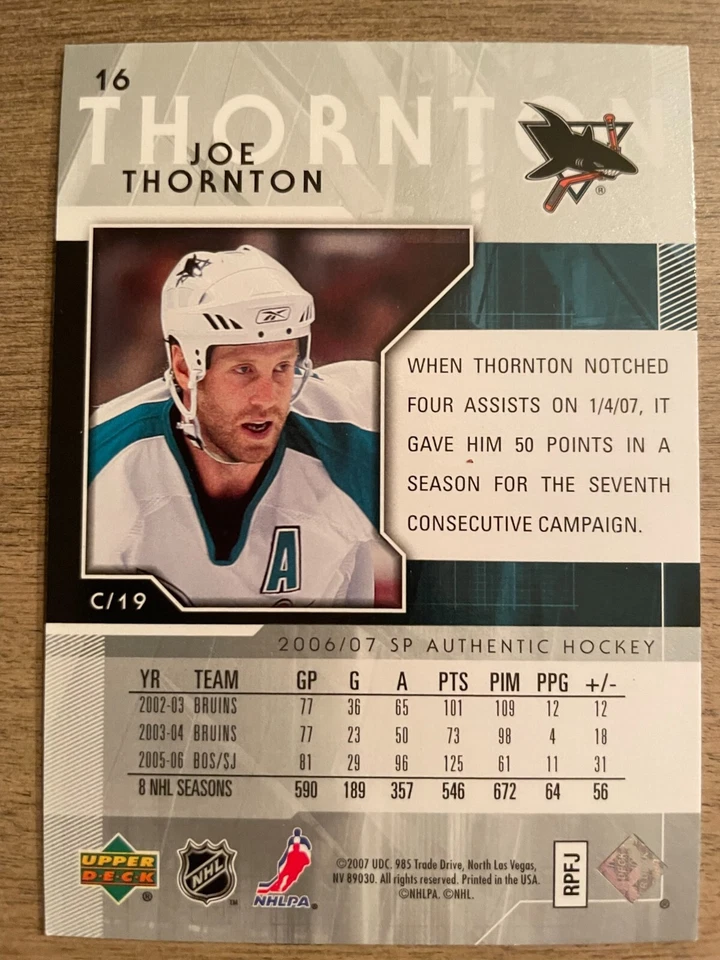 16
THORNTON
JOE
THORNTON
®
WHEN THORNTON NOTCHED
FOUR ASSISTS ON 1/4/07, IT
GAVE HIM 50 POINTS IN A
SEASON FOR THE SEVENTH
CONSECUTIVE CAMPAIGN.
A
C/19
2006/07 SP AUTHENTIC HOCKEY
YR TEAM GP G A PTS PIM PPG +/-
2002-03 BRUINS 77 36 65 101 109 12 12
2003-04 BRUINS 77 23 50 73 98 4 18
2005-06 BOS/SJ 81 29 96 125 61 11 31
8 NHL SEASONS 590 189 357 546 672 64 56
UPPER
DECK
®
NHL
™
NHLPA
©2007 UDC. 985 Trade Drive, North Las Vegas,
NV 89030. All rights reserved. Printed in the USA.
©NHLPA. ©NHL.
RPFJ
®